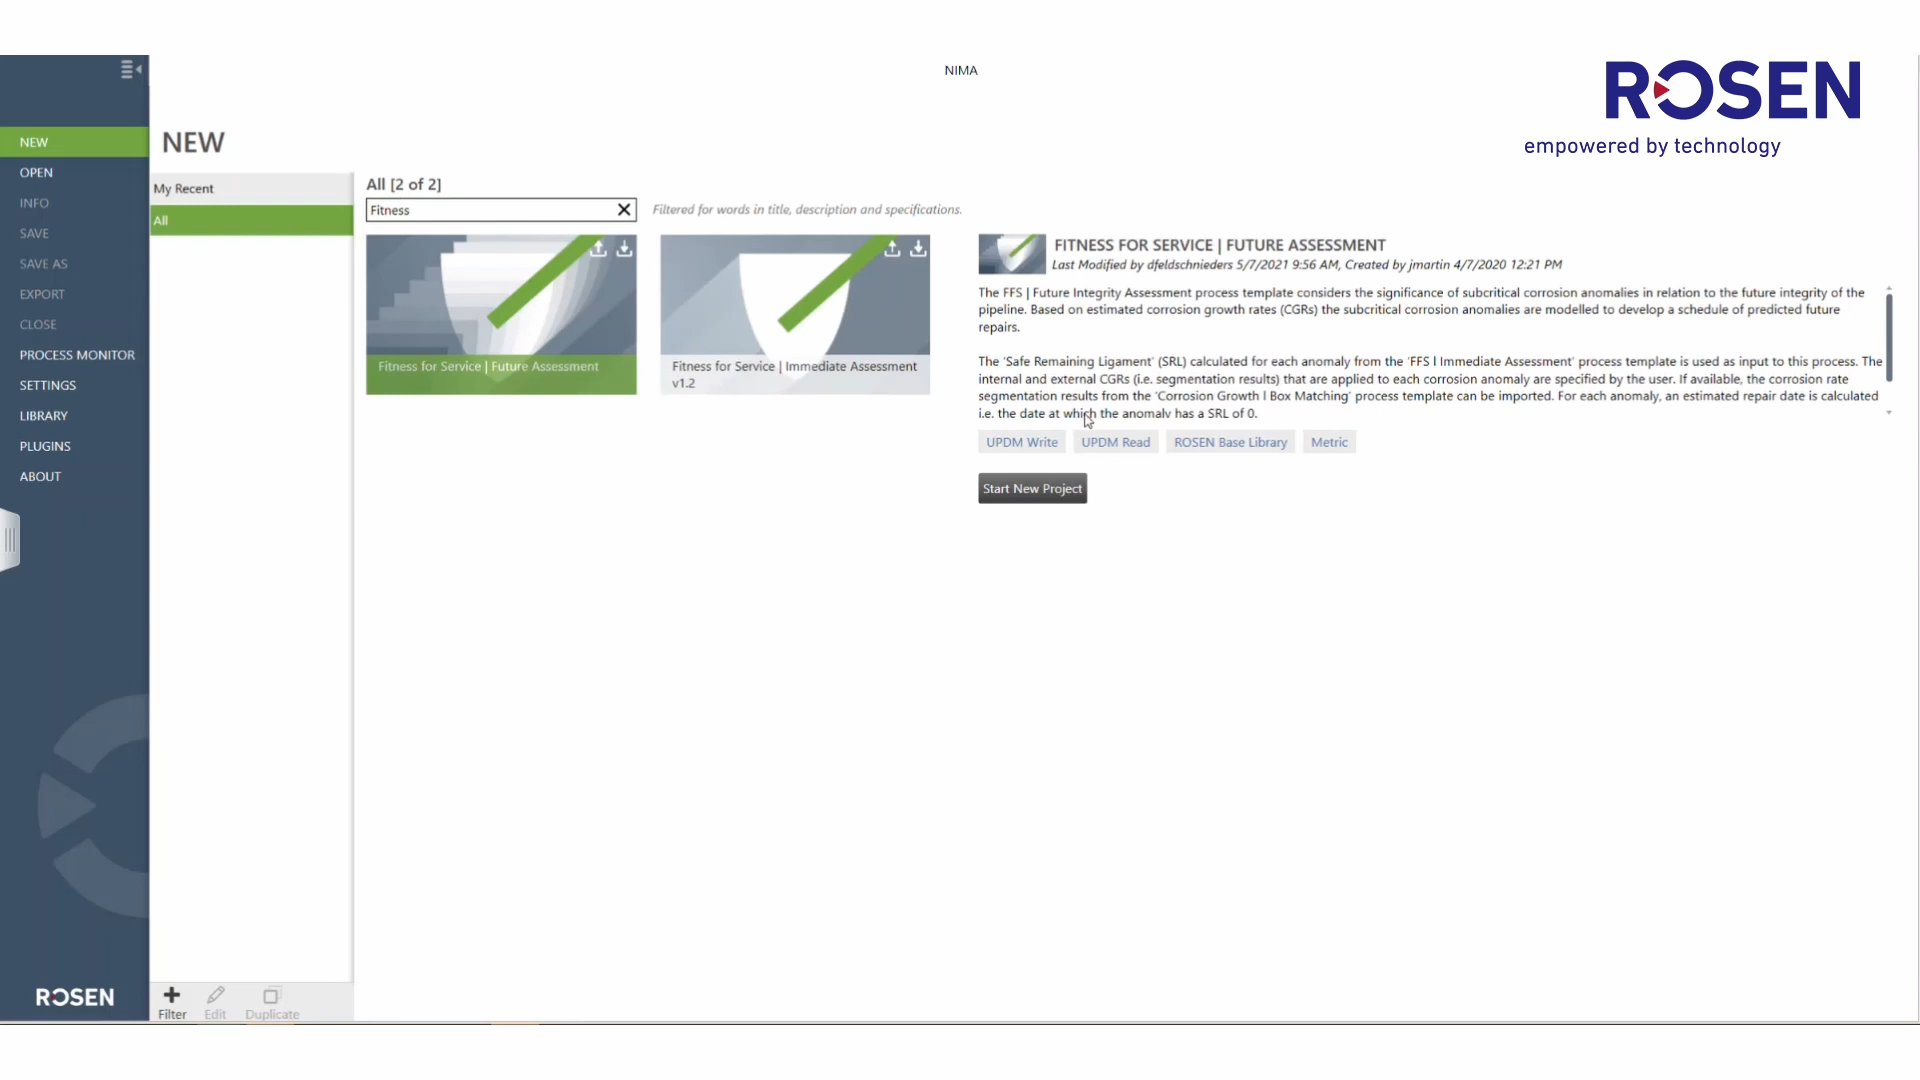 NIMA
ROSEN
empowered by technology
NEW
OPEN
INFO
SAVE
SAVE AS
EXPORT
CLOSE
PROCESS MONITOR
SETTINGS
LIBRARY
PLUGINS
ABOUT
ROSEN
NEW
My Recent
All
Filter
Edit
Duplicate
All [2 of 2]
Fitness
Filtered for words in title, description and specifications.
Fitness for Service | Future Assessment
Fitness for Service | Immediate Assessment
v1.2
FITNESS FOR SERVICE | FUTURE ASSESSMENT
Last Modified by dfeldschnieders 5/7/2021 9:56 AM, Created by jmartin 4/7/2020 12:21 PM
The FFS | Future Integrity Assessment process template considers the significance of subcritical corrosion anomalies in relation to the future integrity of the
pipeline. Based on estimated corrosion growth rates (CGRs) the subcritical corrosion anomalies are modelled to develop a schedule of predicted future
repairs.
The 'Safe Remaining Ligament' (SRL) calculated for each anomaly from the 'FFS l Immediate Assessment' process template is used as input to this process. The
internal and external CGRs (i.e. segmentation results) that are applied to each corrosion anomaly are specified by the user. If available, the corrosion rate
segmentation results from the 'Corrosion Growth l Box Matching' process template can be imported. For each anomaly, an estimated repair date is calculated
i.e. the date at which the anomaly has a SRL of 0.
UPDM Write
UPDM Read
ROSEN Base Library
Metric
Start New Project